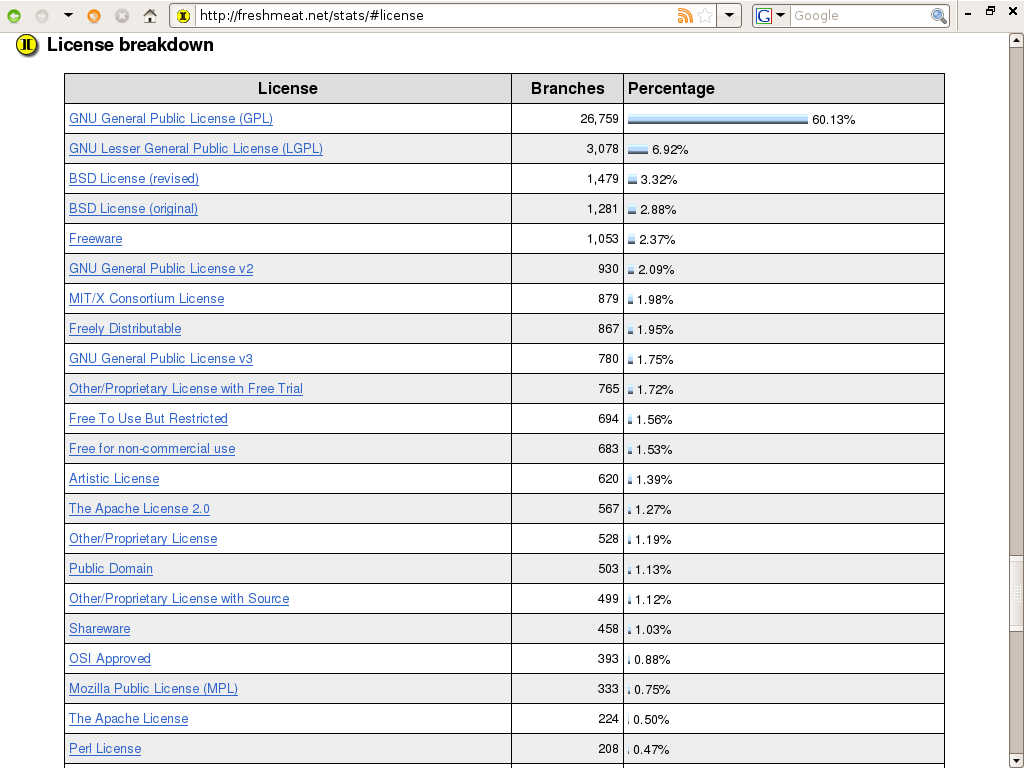 http://freshmeat.net/stats/#license
G
Google
License breakdown
License Branches Percentage
GNU General Public License (GPL) 26,759 60.13%
GNU Lesser General Public License (LGPL) 3,078 6.92%
BSD License (revised) 1,479 3.32%
BSD License (original) 1,281 2.88%
Freeware 1,053 2.37%
GNU General Public License v2 930 2.09%
MIT/X Consortium License 879 1.98%
Freely Distributable 867 1.95%
GNU General Public License v3 780 1.75%
Other/Proprietary License with Free Trial 765 1.72%
Free To Use But Restricted 694 1.56%
Free for non-commercial use 683 1.53%
Artistic License 620 1.39%
The Apache License 2.0 567 1.27%
Other/Proprietary License 528 1.19%
Public Domain 503 1.13%
Other/Proprietary License with Source 499 1.12%
Shareware 458 1.03%
OSI Approved 393 0.88%
Mozilla Public License (MPL) 333 0.75%
The Apache License 224 0.50%
Perl License 208 0.47%